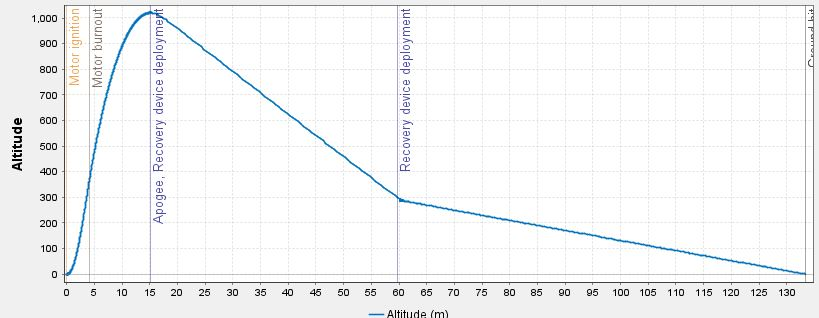 Altitude
1,000
900
800
700
600
500
400
300
200
100
0
Motor ignition
Motor burnout
Apogee, Recovery device deployment
Recovery device deployment
Ground hit
0 5 10 15 20 25 30 35 40 45 50 55 60 65 70 75 80 85 90 95 100 105 110 115 120 125 130
Altitude (m)